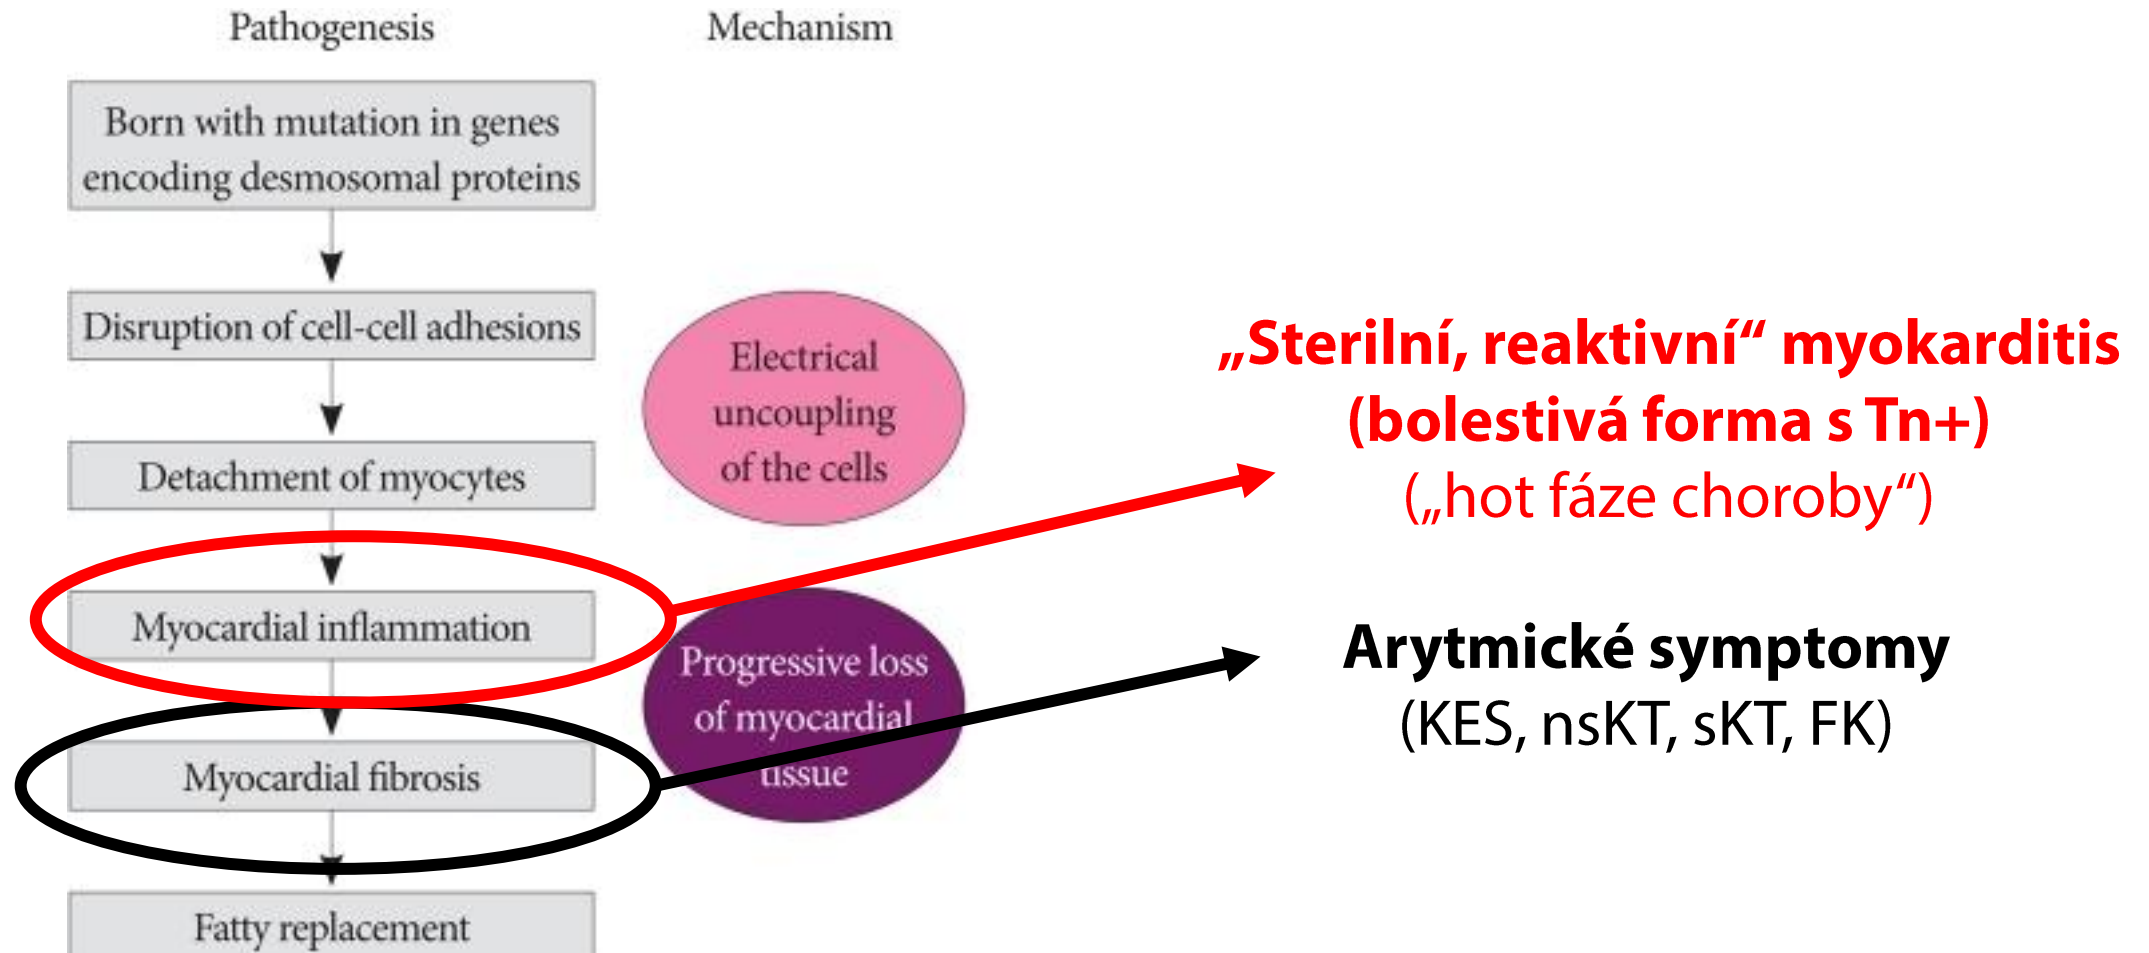 Pathogenesis
Mechanism
Born with mutation in genes
encoding desmosomal proteins
Disruption of cell-cell adhesions
Detachment of myocytes
Myocardial inflammation
Myocardial fibrosis
Fatty replacement
Electrical
uncoupling
of the cells
Progressive loss
of myocardial
tissue
„Sterilní, reaktivní“ myokarditis
(bolestivá forma s Tn+)
(„hot fáze choroby“)
Arytmické symptomy
(KES, nsKT, sKT, FK)